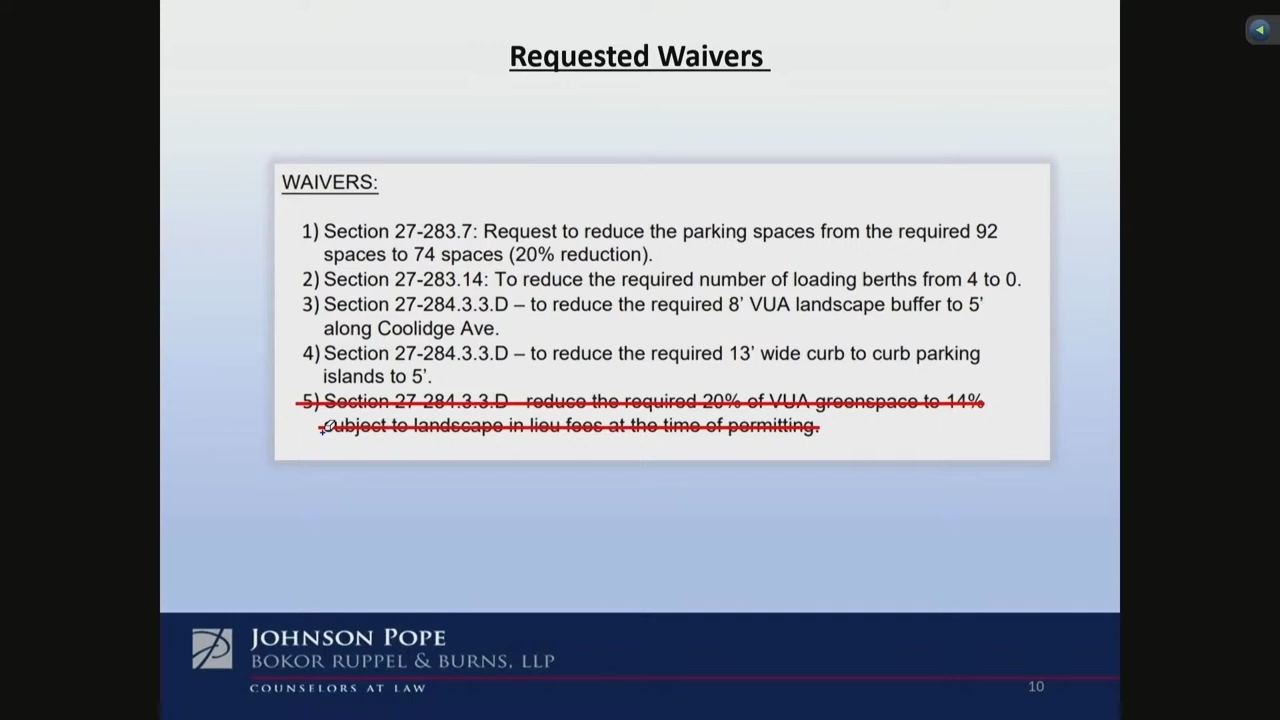 Requested Waivers
WAIVERS:
1) Section 27-283.7: Request to reduce the parking spaces from the required 92
spaces to 74 spaces (20% reduction).
2) Section 27-283.14: To reduce the required number of loading berths from 4 to 0.
3) Section 27-284.3.3.D – to reduce the required 8’ VUA landscape buffer to 5’
along Coolidge Ave.
4) Section 27-284.3.3.D – to reduce the required 13’ wide curb to curb parking
islands to 5’.
5) Section 27-284.3.3.D - reduce the required 20% of VUA greenspace to 14%
subject to landscape in lieu fees at the time of permitting.
JOHNSON POPE
BOKOR RUPPEL & BURNS, LLP
COUNSELORS AT LAW
10